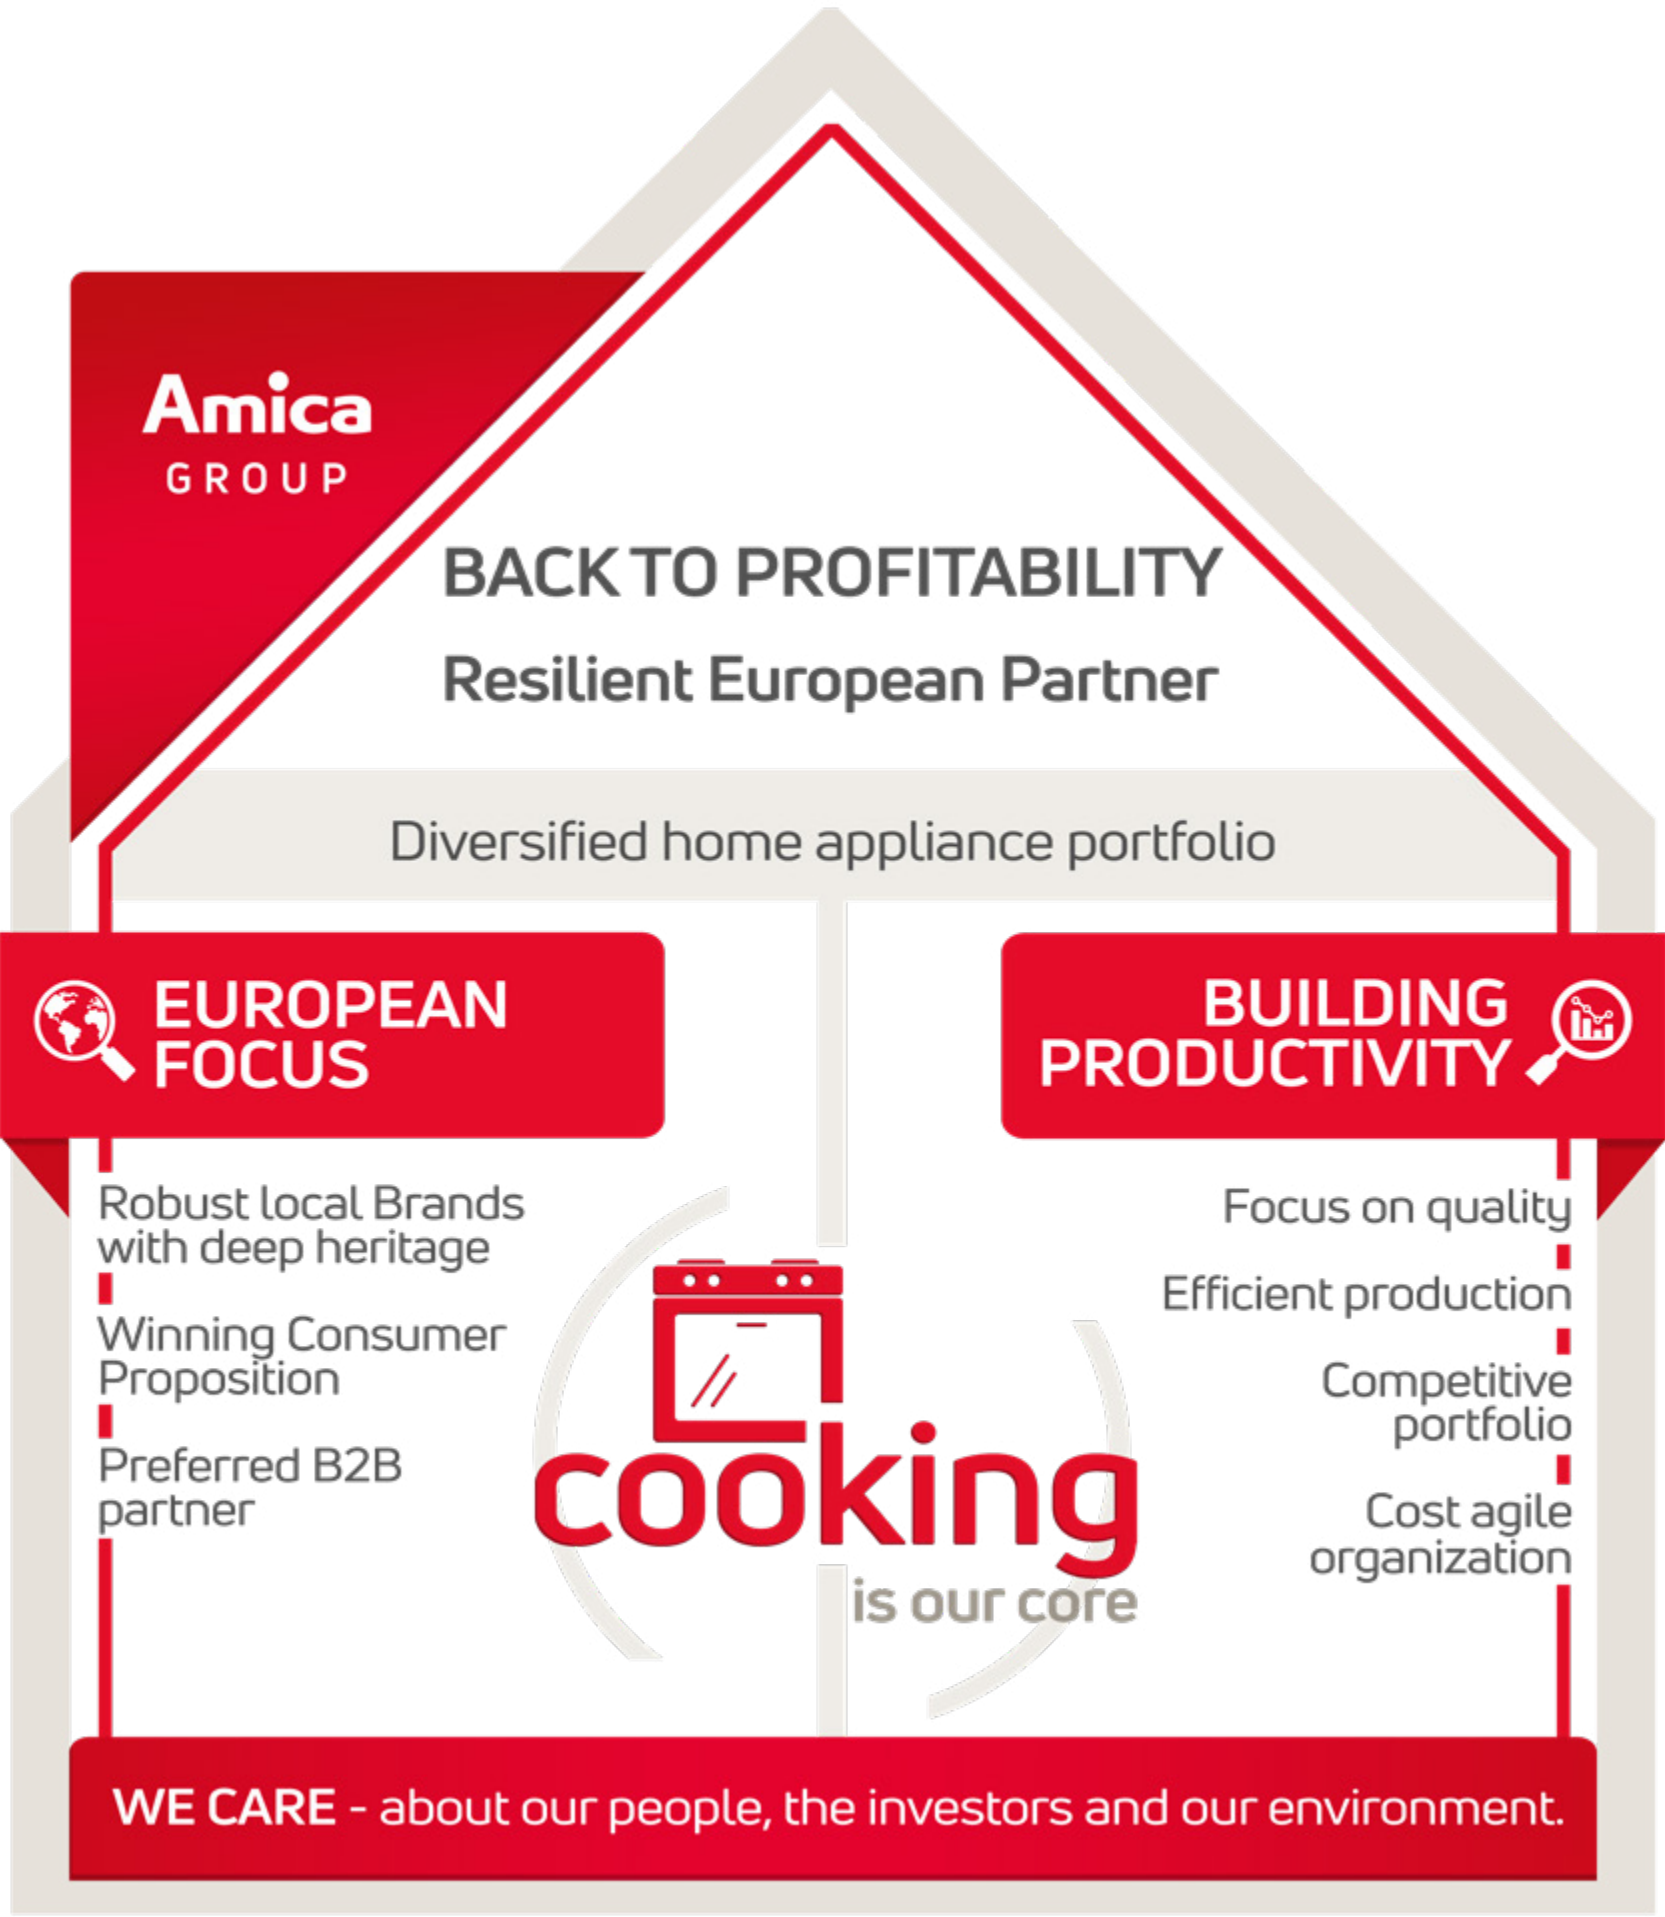 Amica
GROUP
BACK TO PROFITABILITY
Resilient European Partner
Diversified home appliance portfolio
EUROPEAN
FOCUS
Robust local Brands
with deep heritage
Winning Consumer
Proposition
Preferred B2B
partner
BUILDING
PRODUCTIVITY
Focus on quality
Efficient production
Competitive
portfolio
Cost agile
organization
cooking
is our core
WE CARE - about our people, the investors and our environment.